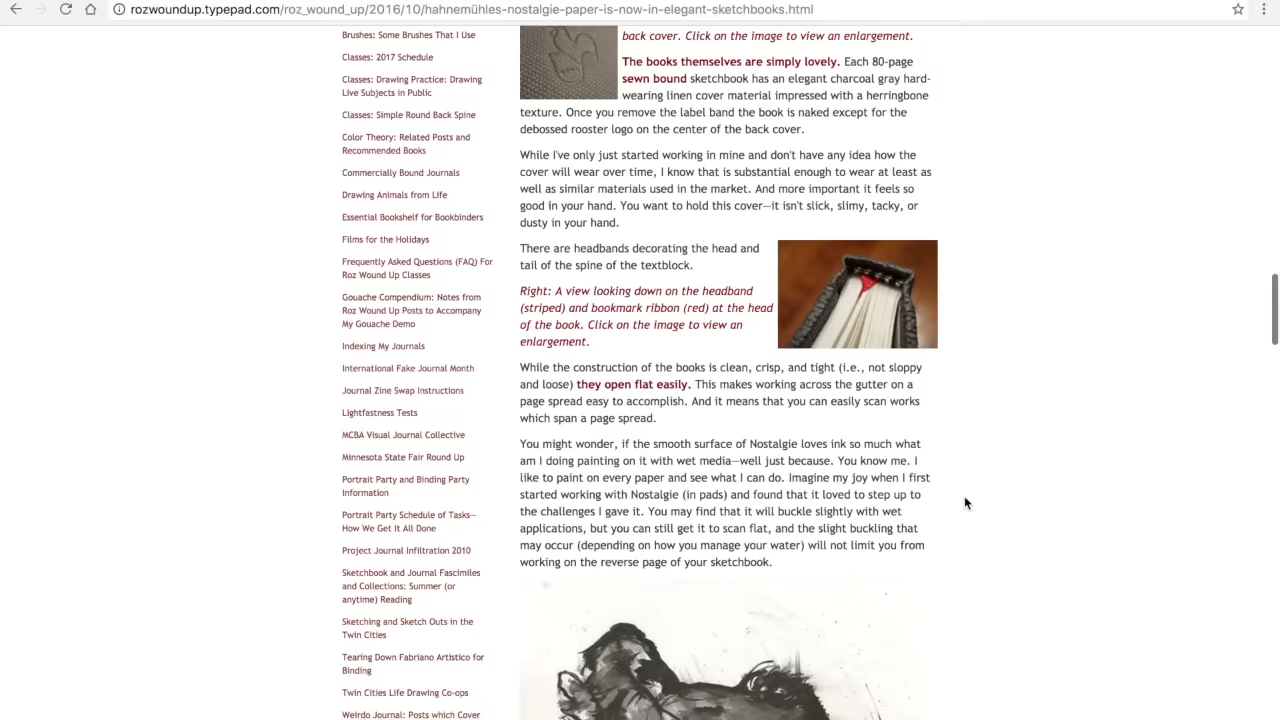 rozwoundup.typepad.com/roz_wound_up/2016/10/hahnemühles-nostalgie-paper-is-now-in-elegant-sketchbooks.html
Brushes: Some Brushes That I Use
Classes: 2017 Schedule
Classes: Drawing Practice: Drawing
Live Subjects in Public
Classes: Simple Round Back Spine
Color Theory: Related Posts and
Recommended Books
Commercially Bound Journals
Drawing Animals from Life
Essential Bookshelf for Bookbinders
Films for the Holidays
Frequently Asked Questions (FAQ) For
Roz Wound Up Classes
Gouache Compendium: Notes from
Roz Wound Up Posts to Accompany
My Gouache Demo
Indexing My Journals
International Fake Journal Month
Journal Zine Swap Instructions
Lightfastness Tests
MCBA Visual Journal Collective
Minnesota State Fair Round Up
Portrait Party and Binding Party
Information
Portrait Party Schedule of Tasks—
How We Get It All Done
Project Journal Infiltration 2010
Sketchbook and Journal Fascimiles
and Collections: Summer (or
anytime) Reading
Sketching and Sketch Outs in the
Twin Cities
Tearing Down Fabriano Artistico for
Binding
Twin Cities Life Drawing Co-ops
Weirdo Journal: Posts which Cover
back cover. Click on the image to view an enlargement.
The books themselves are simply lovely. Each 80-page
sewn bound sketchbook has an elegant charcoal gray hard-
wearing linen cover material impressed with a herringbone
texture. Once you remove the label band the book is naked except for the
debossed rooster logo on the center of the back cover.
While I've only just started working in mine and don't have any idea how the
cover will wear over time, I know that is substantial enough to wear at least as
well as similar materials used in the market. And more important it feels so
good in your hand. You want to hold this cover—it isn't slick, slimy, tacky, or
dusty in your hand.
There are headbands decorating the head and
tail of the spine of the textblock.
Right: A view looking down on the headband
(striped) and bookmark ribbon (red) at the head
of the book. Click on the image to view an
enlargement.
While the construction of the books is clean, crisp, and tight (i.e., not sloppy
and loose) they open flat easily. This makes working across the gutter on a
page spread easy to accomplish. And it means that you can easily scan works
which span a page spread.
You might wonder, if the smooth surface of Nostalgie loves ink so much what
am I doing painting on it with wet media—well just because. You know me. I
like to paint on every paper and see what I can do. Imagine my joy when I first
started working with Nostalgie (in pads) and found that it loved to step up to
the challenges I gave it. You may find that it will buckle slightly with wet
applications, but you can still get it to scan flat, and the slight buckling that
may occur (depending on how you manage your water) will not limit you from
working on the reverse page of your sketchbook.